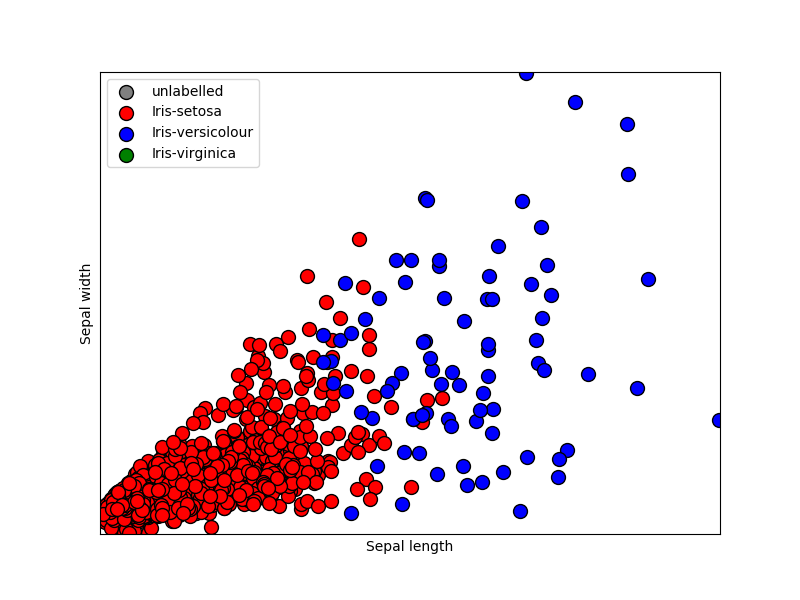 unlabelled
Iris-setosa
Iris-versicolour
Iris-virginica
Sepal width
Sepal length